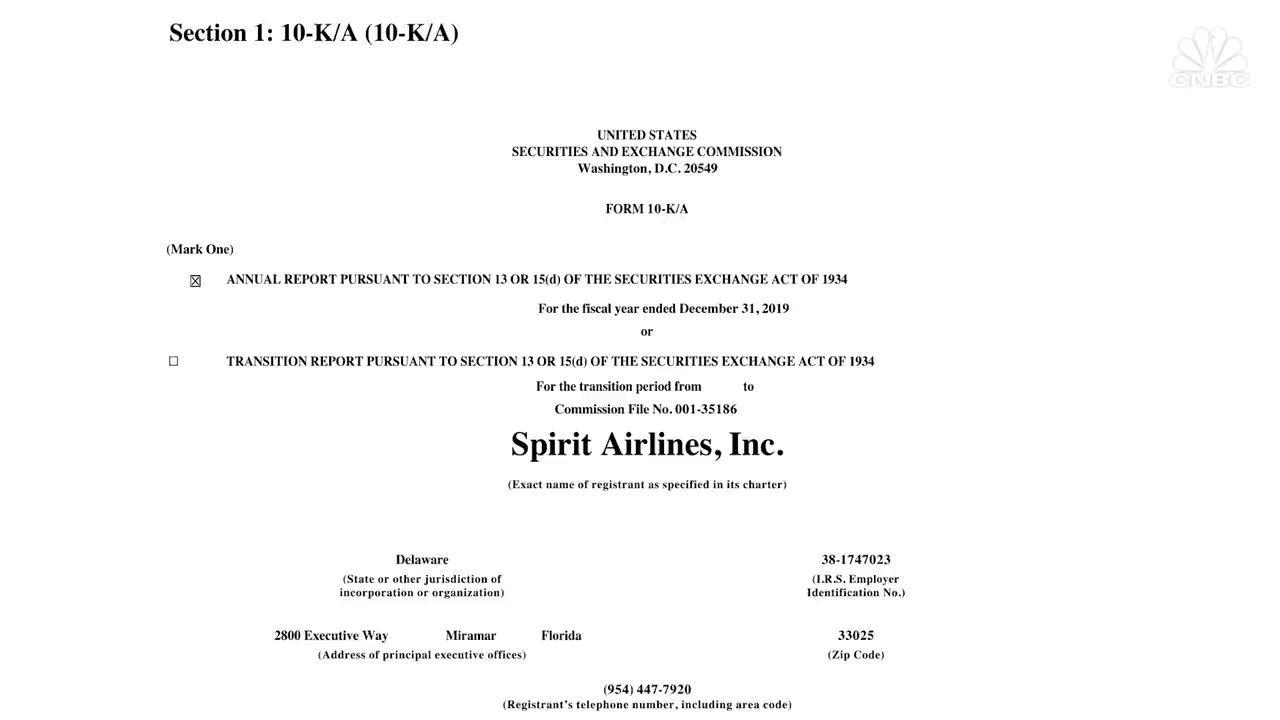 Section 1: 10-K/A (10-K/A)
CNBC
UNITED STATES
SECURITIES AND EXCHANGE COMMISSION
Washington, D.C. 20549
FORM 10-K/A
(Mark One)
☒ ANNUAL REPORT PURSUANT TO SECTION 13 OR 15(d) OF THE SECURITIES EXCHANGE ACT OF 1934
For the fiscal year ended December 31, 2019
or
☐ TRANSITION REPORT PURSUANT TO SECTION 13 OR 15(d) OF THE SECURITIES EXCHANGE ACT OF 1934
For the transition period from to
Commission File No. 001-35186
Spirit Airlines, Inc.
(Exact name of registrant as specified in its charter)
Delaware 38-1747023
(State or other jurisdiction of (I.R.S. Employer
incorporation or organization) Identification No.)
2800 Executive Way Miramar Florida 33025
(Address of principal executive offices) (Zip Code)
(954) 447-7920
(Registrant's telephone number, including area code)